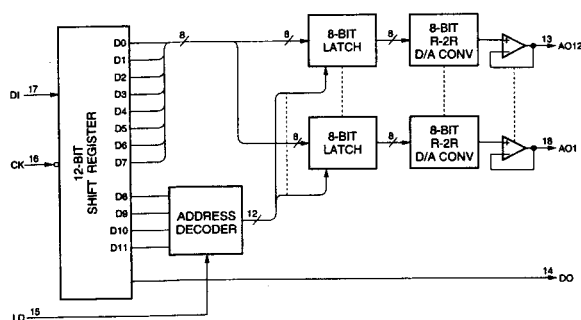 12-BIT
SHIFT REGISTER
DI 17
CK 16
LD 15
D0
D1
D2
D3
D4
D5
D6
D7
D8
D9
D10
D11
8
8
8
8
8
8
12
ADDRESS
DECODER
8-BIT
LATCH
8-BIT
R-2R
D/A CONV
+
-
13 AO12
8-BIT
LATCH
8-BIT
R-2R
D/A CONV
+
-
18 AO1
14 DO